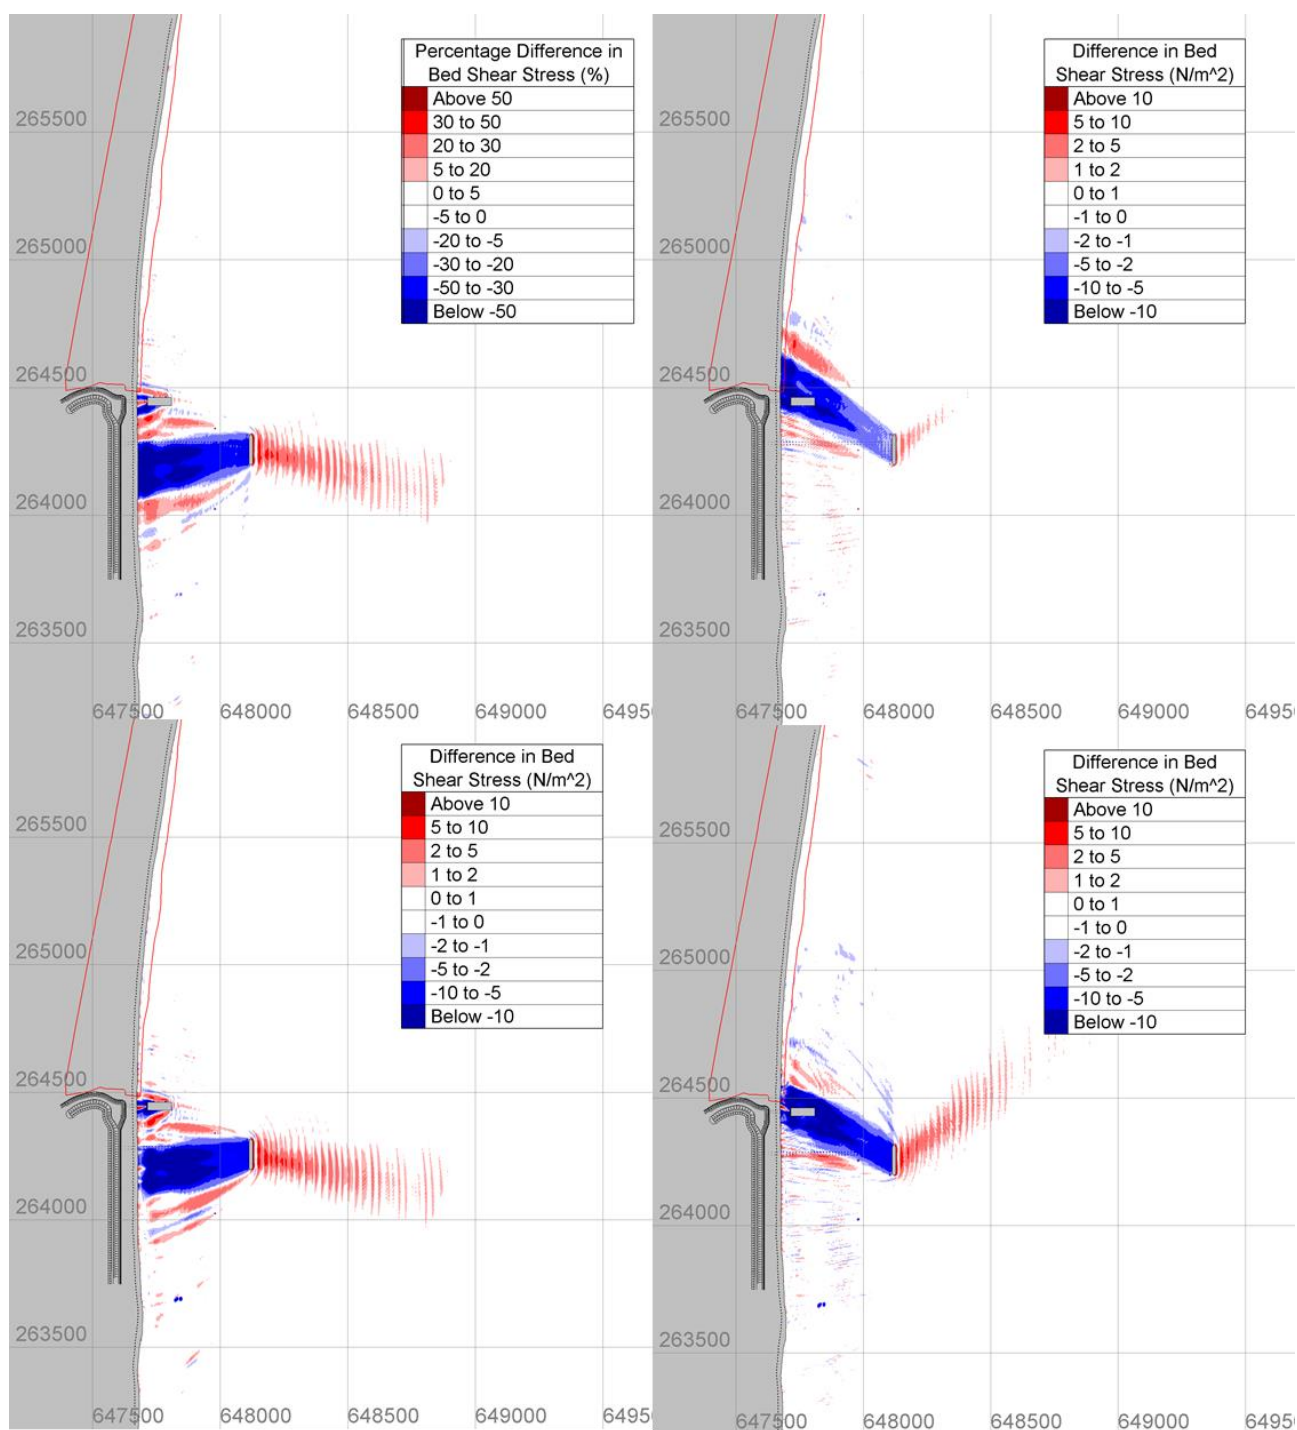 Percentage Difference in
Bed Shear Stress (%)
Above 50
30 to 50
20 to 30
5 to 20
0 to 5
-5 to 0
-20 to -5
-30 to -20
-50 to -30
Below -50
265500
265000
264500
264000
263500
647500 648000 648500 649000 6495
Difference in Bed
Shear Stress (N/m^2)
Above 10
5 to 10
2 to 5
1 to 2
0 to 1
-1 to 0
-2 to -1
-5 to -2
-10 to -5
Below -10
265500
265000
264500
264000
263500
647500 648000 648500 649000 6495
Difference in Bed
Shear Stress (N/m^2)
Above 10
5 to 10
2 to 5
1 to 2
0 to 1
-1 to 0
-2 to -1
-5 to -2
-10 to -5
Below -10
265500
265000
264500
264000
263500
647500 648000 648500 649000 6495
Difference in Bed
Shear Stress (N/m^2)
Above 10
5 to 10
2 to 5
1 to 2
0 to 1
-1 to 0
-2 to -1
-5 to -2
-10 to -5
Below -10
265500
265000
264500
264000
263500
647500 648000 648500 649000 6495